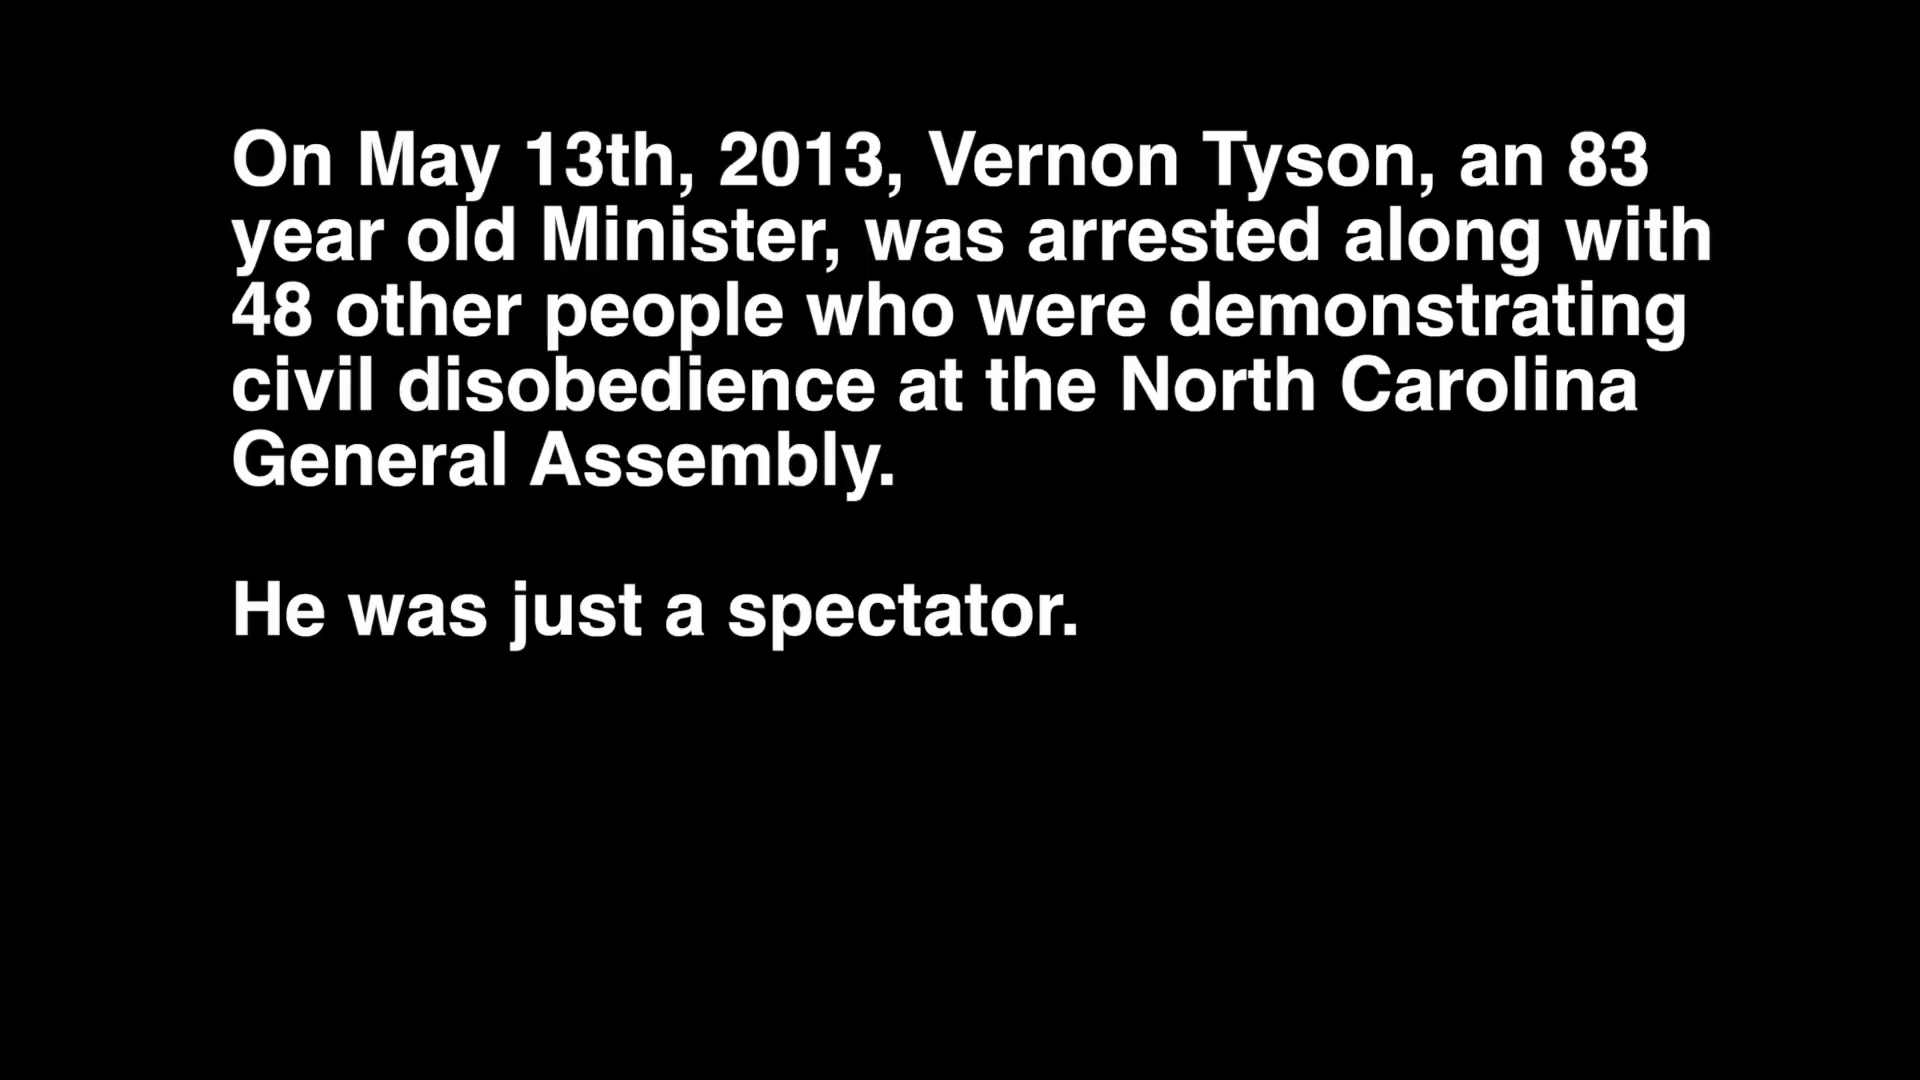 On May 13th, 2013, Vernon Tyson, an 83
year old Minister, was arrested along with
48 other people who were demonstrating
civil disobedience at the North Carolina
General Assembly.
He was just a spectator.